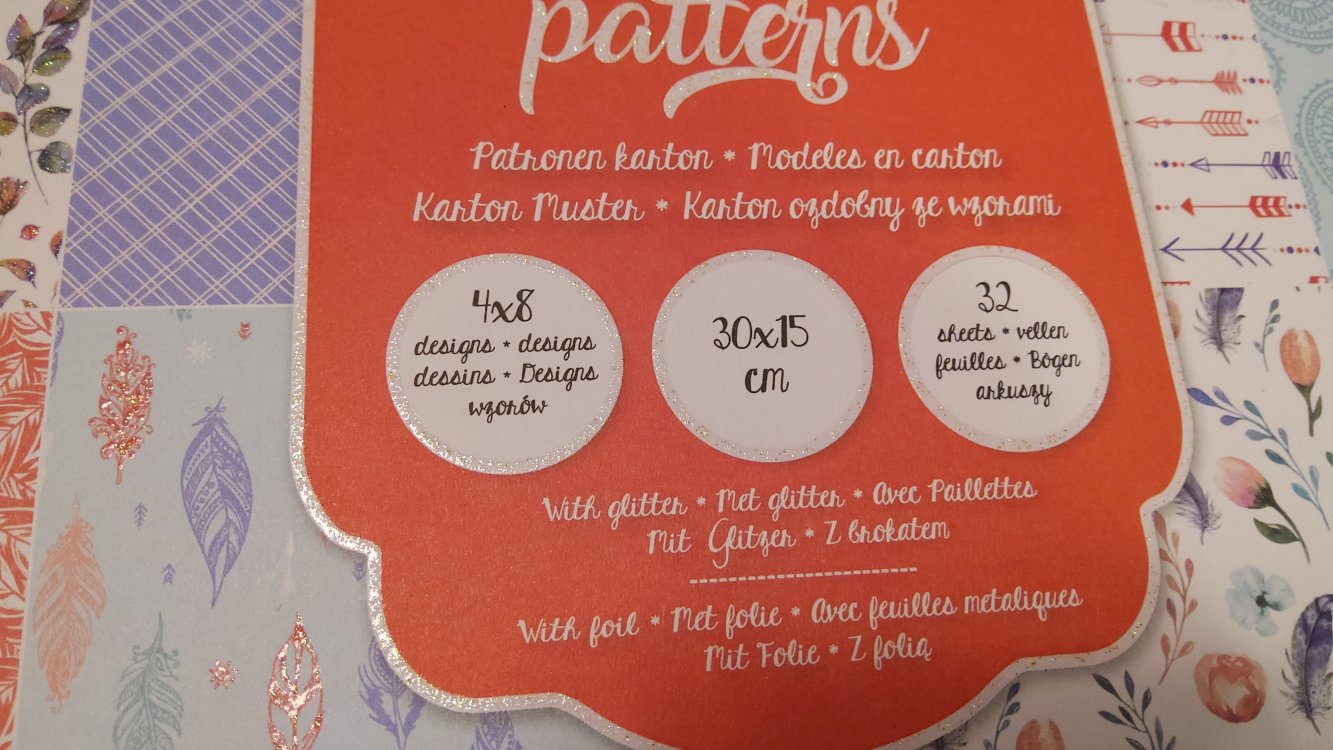 patterns
Patronen karton * Modeles en carton
Karton Muster * Karton ozdobny ze wzorami
4x8
designs * designs
dessins * Designs
wzorów
30x15
cm
32
sheets * vellen
feuilles * Bögen
arkuszy
With glitter * Met glitter * Avec Paillettes
Mit Glitzer * Z brokatem
-----------------------
With foil * Met folie * Avec feuilles metaliques
Mit Folie * Z folią